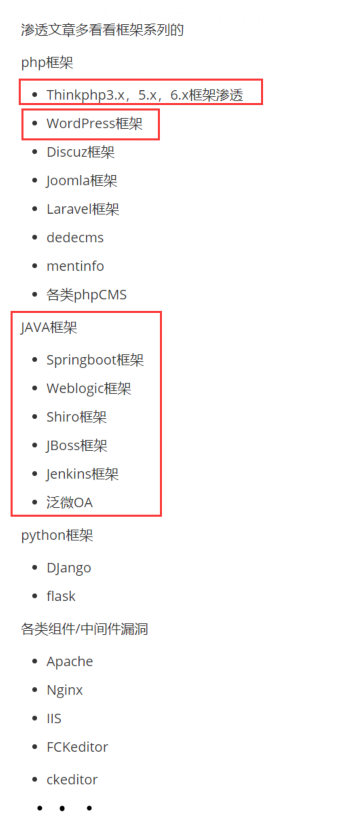 渗透文章多看看框架系列的
php框架
Thinkphp3.x，5.x，6.x框架渗透
WordPress框架
Discuz框架
Joomla框架
Laravel框架
dedecms
mentinfo
各类phpCMS
JAVA框架
Springboot框架
Weblogic框架
Shiro框架
JBoss框架
Jenkins框架
泛微OA
python框架
DJango
flask
各类组件/中间件漏洞
Apache
Nginx
IIS
FCKeditor
ckeditor
• • •